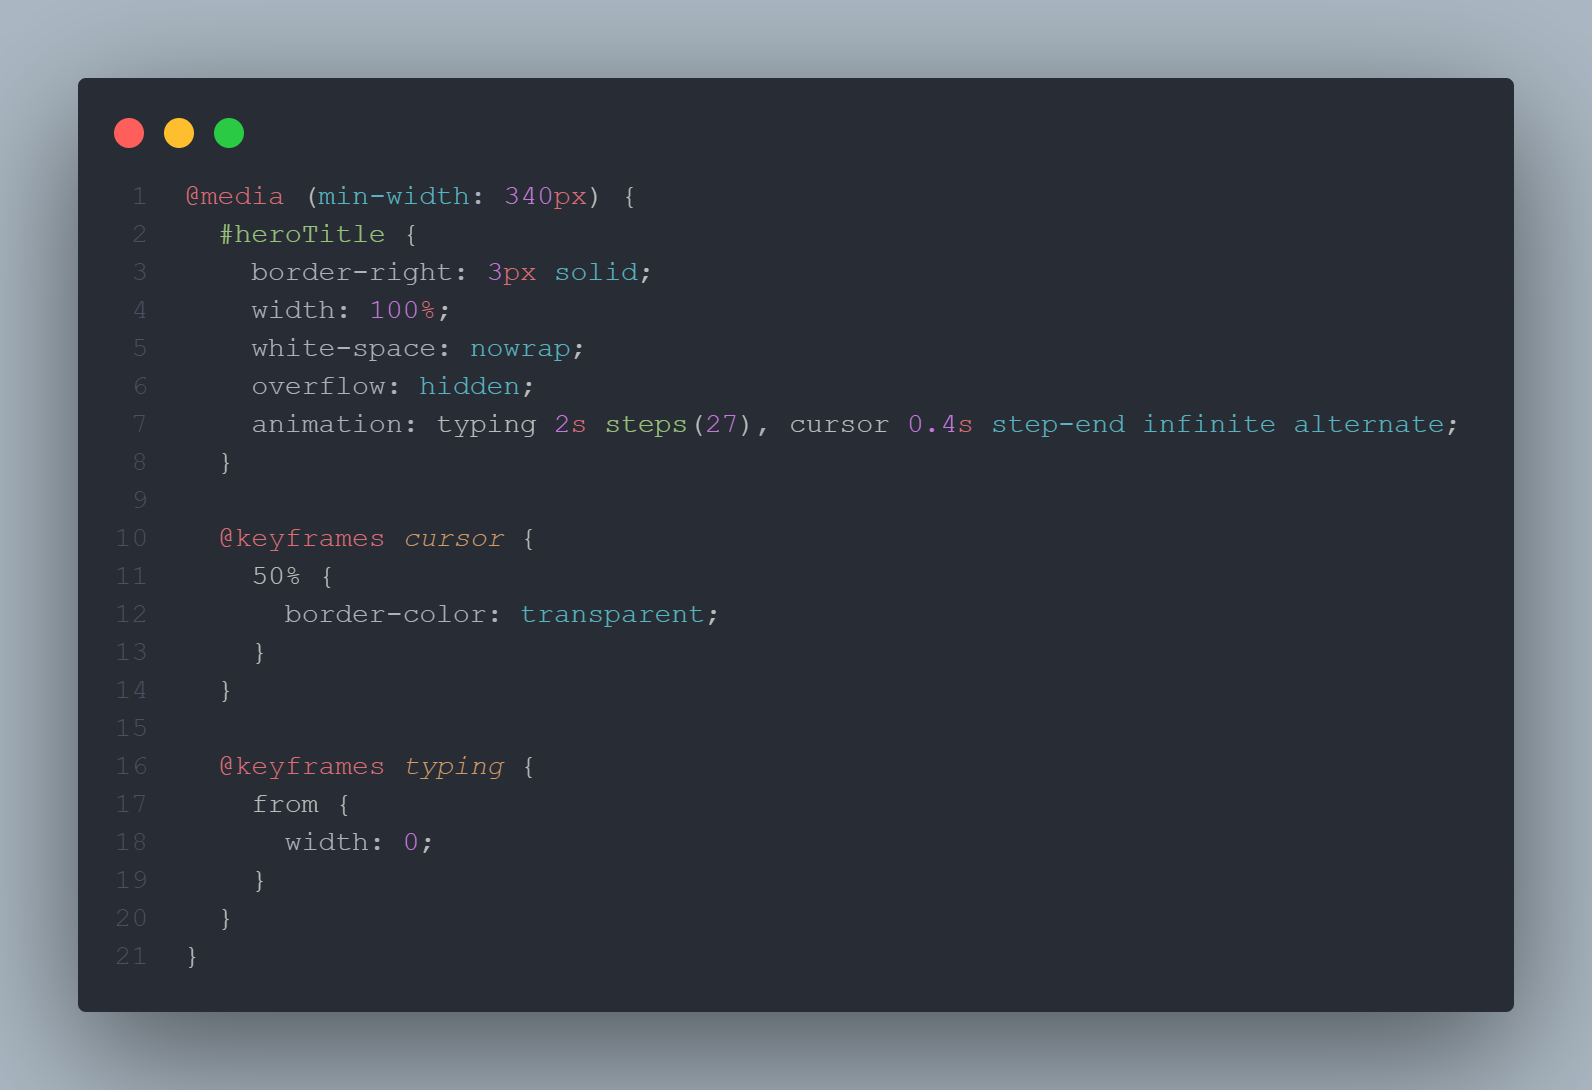 1 @media (min-width: 340px) {
2   #heroTitle {
3     border-right: 3px solid;
4     width: 100%;
5     white-space: nowrap;
6     overflow: hidden;
7     animation: typing 2s steps(27), cursor 0.4s step-end infinite alternate;
8   }
9
10   @keyframes cursor {
11     50% {
12       border-color: transparent;
13     }
14   }
15
16   @keyframes typing {
17     from {
18       width: 0;
19     }
20   }
21 }